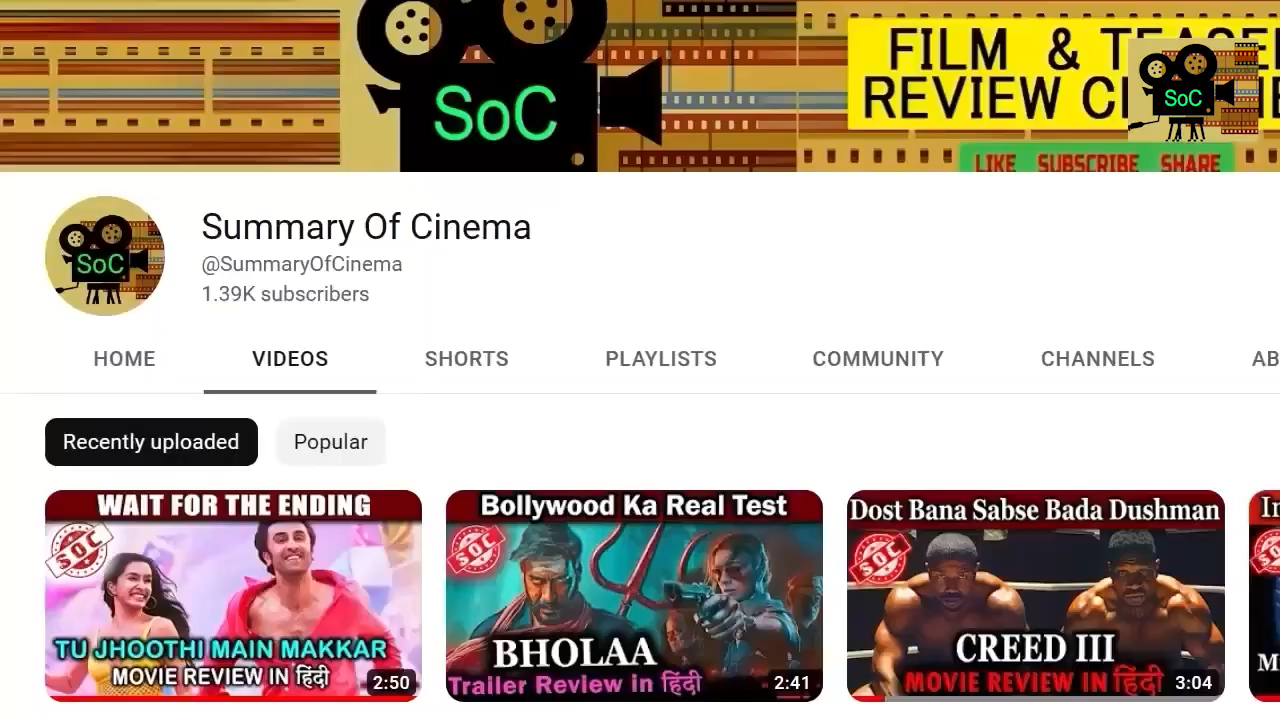 SoC
FILM & TEASE
REVIEW C
SoC
LIKE SUBSCRIBE SHARE
SoC
Summary Of Cinema
@SummaryOfCinema
1.39K subscribers
HOME VIDEOS SHORTS PLAYLISTS COMMUNITY CHANNELS AB
Recently uploaded Popular
WAIT FOR THE ENDING
SOC
TU JHOOTHI MAIN MAKKAR
MOVIE REVIEW IN हिंदी
2:50
Bollywood Ka Real Test
SOC
BHOLAA
Trailer Review in हिंदी
2:41
Dost Bana Sabse Bada Dushman
SOC
CREED III
MOVIE REVIEW IN हिंदी
3:04